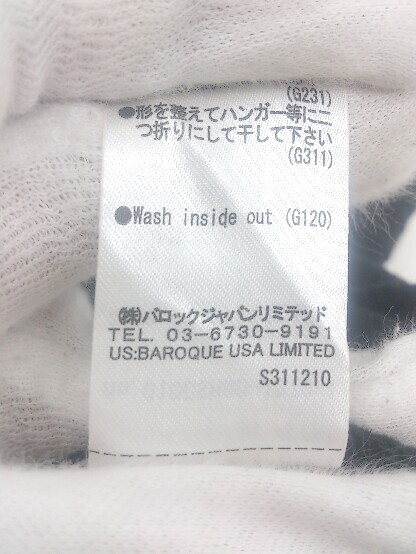 (G231)
●形を整えてハンガー等に二
つ折りにして干して下さい
(G311)
●Wash inside out (G120)
㈱バロックジャパンリミテッド
TEL. 03-6730-9191
US:BAROQUE USA LIMITED
S311210